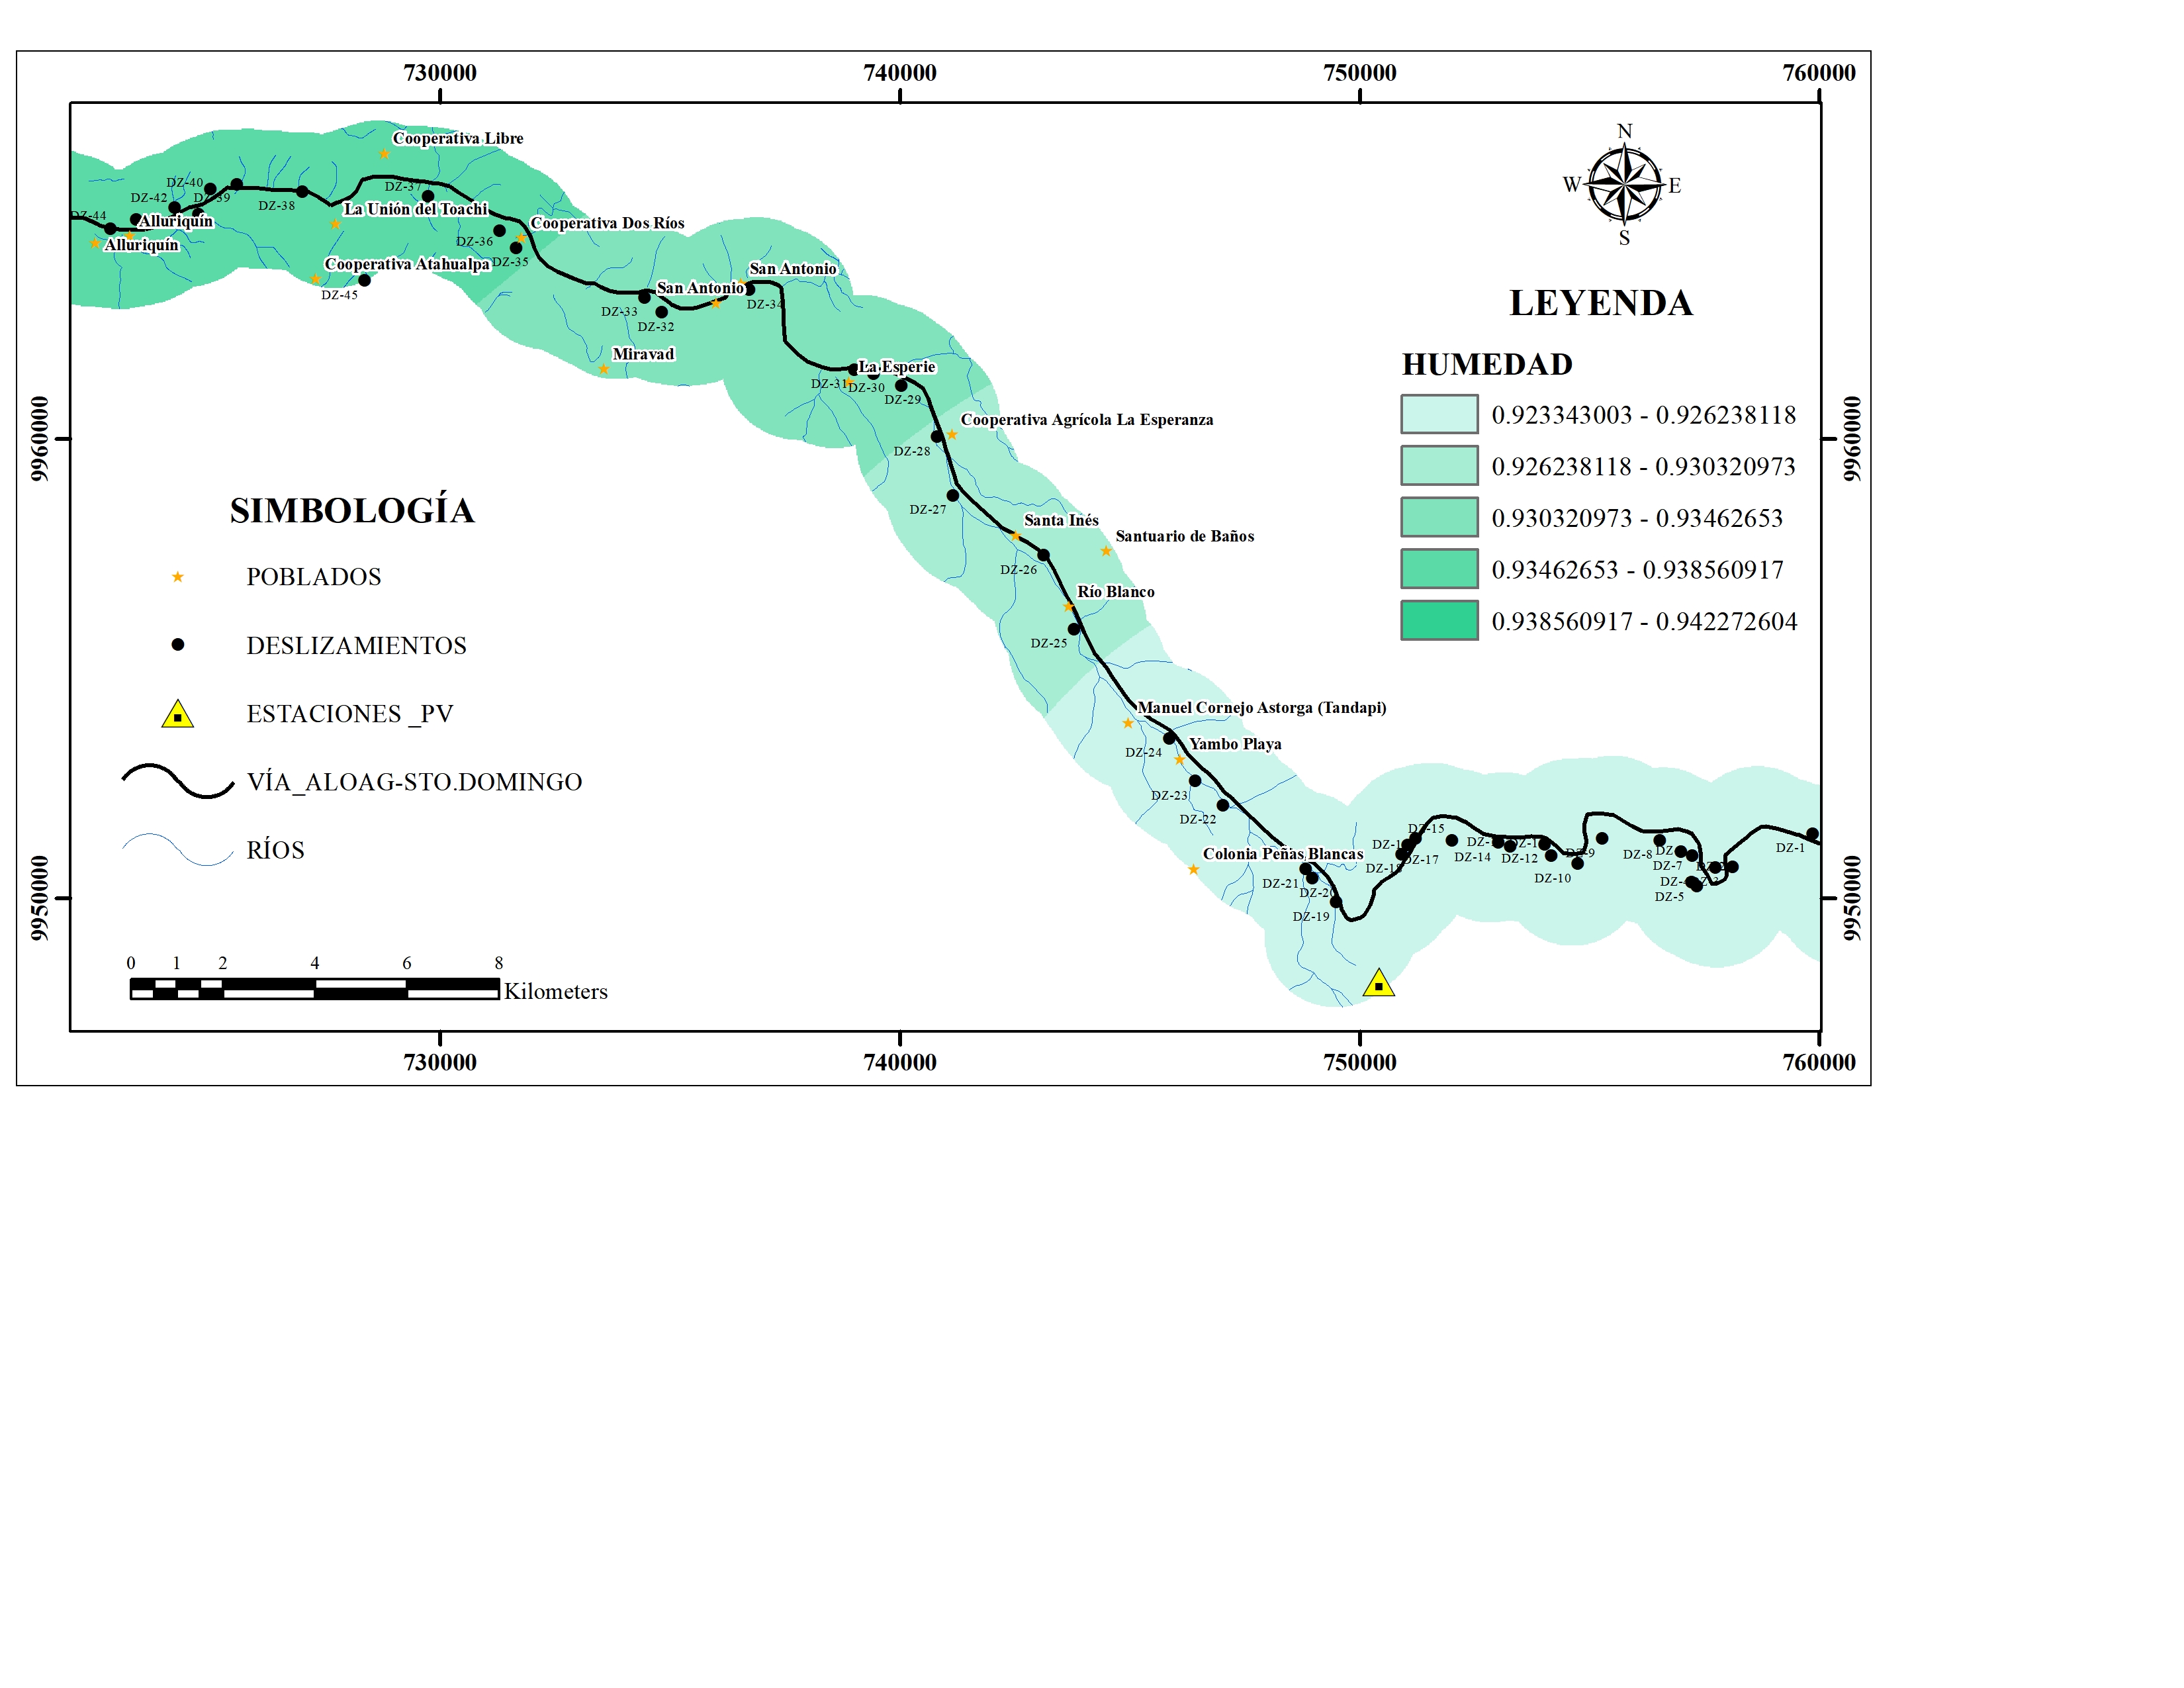 730000 740000 750000 760000
N
W E
S
LEYENDA
HUMEDAD
0.923343003 - 0.926238118
0.926238118 - 0.930320973
0.930320973 - 0.93462653
0.93462653 - 0.938560917
0.938560917 - 0.942272604
Cooperativa Libre
DZ-40
DZ-37
DZ-42
DZ-39
DZ-38
DZ-44
Alluriquín
La Unión del Toachi
Cooperativa Dos Ríos
Alluriquín
DZ-36
Cooperativa Atahualpa
DZ-35
DZ-45
San Antonio
San Antonio
DZ-34
DZ-33
DZ-32
Miravad
La Esperie
DZ-31
DZ-30
DZ-29
Cooperativa Agrícola La Esperanza
DZ-28
DZ-27
Santa Inés
Santuario de Baños
DZ-26
Río Blanco
DZ-25
Manuel Cornejo Astorga (Tandapi)
DZ-24
Yambo Playa
DZ-23
DZ-22
Colonia Peñas Blancas
DZ-21
DZ-20
DZ-19
DZ-15
DZ-17
DZ-18
DZ-14
DZ-12
DZ-9
DZ-10
DZ-8
DZ-7
DZ-5
DZ-1
9960000
9950000
9960000
9950000
SIMBOLOGÍA
POBLADOS
DESLIZAMIENTOS
ESTACIONES _PV
VÍA_ALOAG-STO.DOMINGO
RÍOS
0 1 2 4 6 8
Kilometers
730000 740000 750000 760000